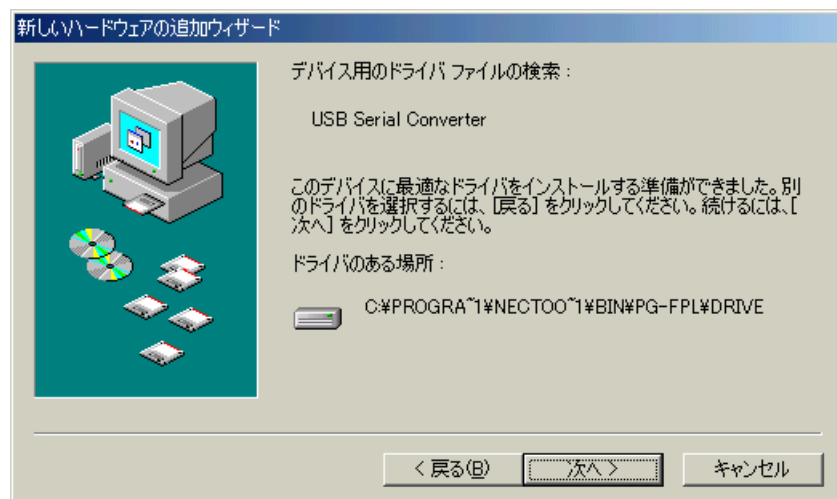 新しいハードウェアの追加ウィザード
デバイス用のドライバ ファイルの検索 :
USB Serial Converter
このデバイスに最適なドライバをインストールする準備ができました。別
のドライバを選択するには、[戻る] をクリックしてください。続けるには、[
次へ] をクリックしてください。
ドライバのある場所 :
C:¥PROGRA~1¥NECTOO~1¥BIN¥PG-FPL¥DRIVE
< 戻る(B)
次へ >
キャンセル